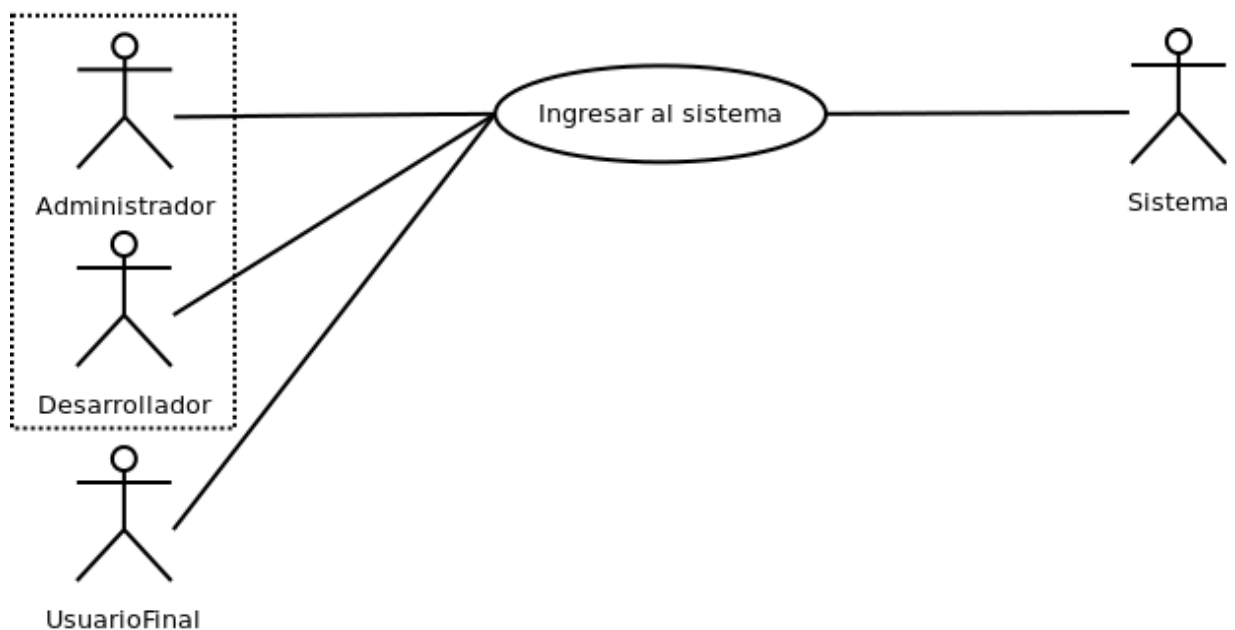 Ingresar al sistema
Administrador
Sistema
Desarrollador
UsuarioFinal